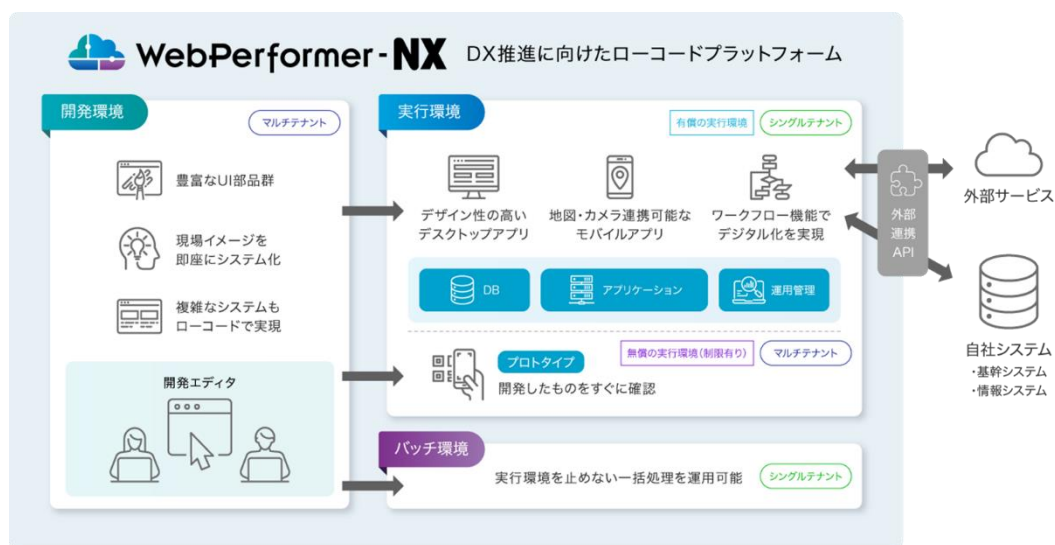 WebPerformer-NX DX推進に向けたローコードプラットフォーム
開発環境
マルチテナント
豊富なUI部品群
現場イメージを
即座にシステム化
複雑なシステムも
ローコードで実現
開発エディタ
実行環境
有償の実行環境
シングルテナント
デザイン性の高い
デスクトップアプリ
地図・カメラ連携可能な
モバイルアプリ
ワークフロー機能で
デジタル化を実現
DB
アプリケーション
運用管理
プロトタイプ
無償の実行環境(制限有り)
マルチテナント
開発したものをすぐに確認
バッチ環境
実行環境を止めない一括処理を運用可能
シングルテナント
外部
連携
API
外部サービス
自社システム
・基幹システム
・情報システム